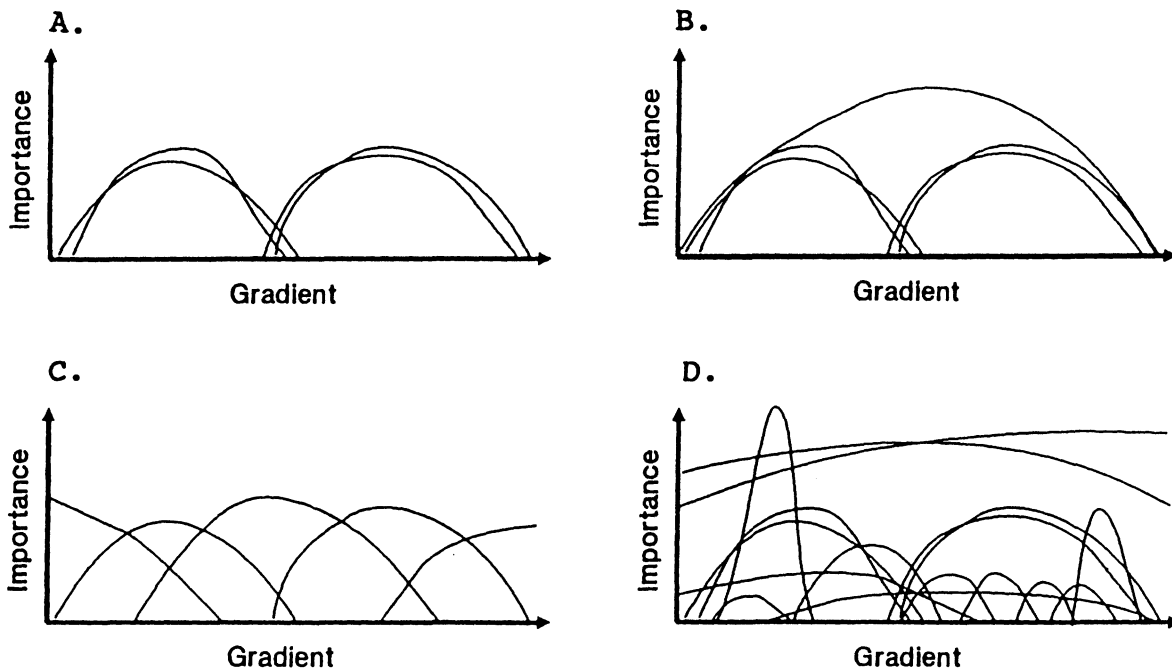 A.
Importance
Gradient
B.
Importance
Gradient
C.
Importance
Gradient
D.
Importance
Gradient